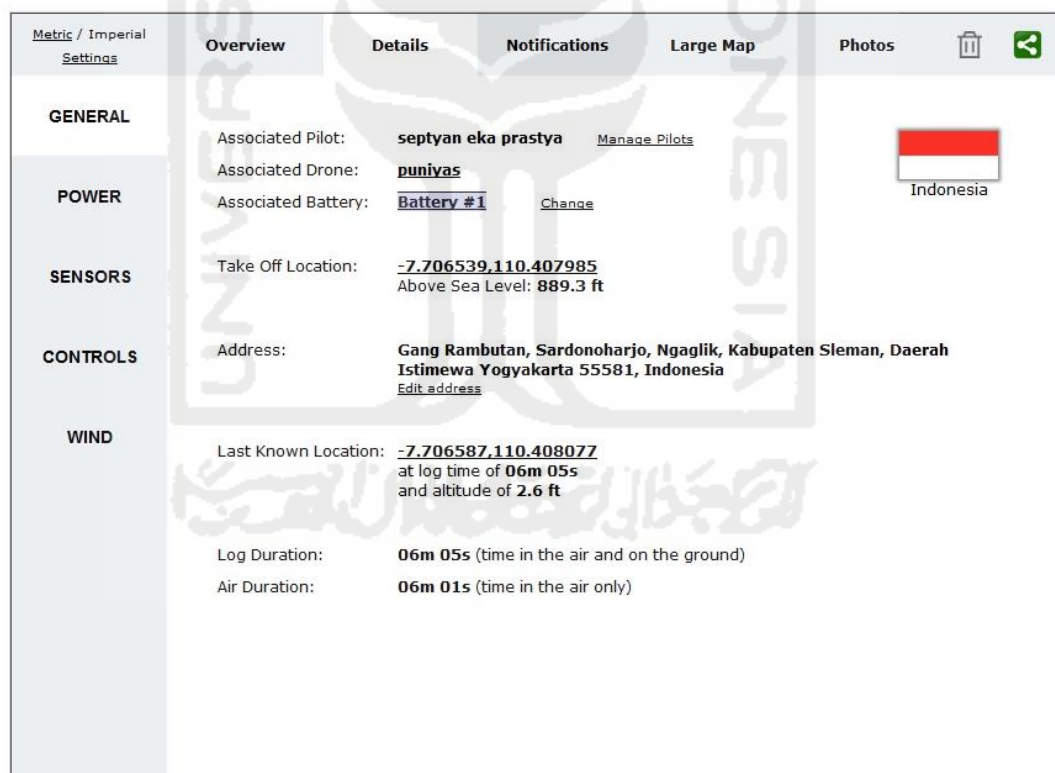 Metric / Imperial
Settings
Overview
Details
Notifications
Large Map
Photos
GENERAL
POWER
SENSORS
CONTROLS
WIND
Associated Pilot: septyan eka prastya Manage Pilots
Associated Drone: puniyas
Associated Battery: Battery #1 Change
Indonesia
Take Off Location: -7.706539,110.407985
Above Sea Level: 889.3 ft
Address: Gang Rambutan, Sardonoharjo, Ngaglik, Kabupaten Sleman, Daerah
Istimewa Yogyakarta 55581, Indonesia
Edit address
Last Known Location: -7.706587,110.408077
at log time of 06m 05s
and altitude of 2.6 ft
Log Duration: 06m 05s (time in the air and on the ground)
Air Duration: 06m 01s (time in the air only)